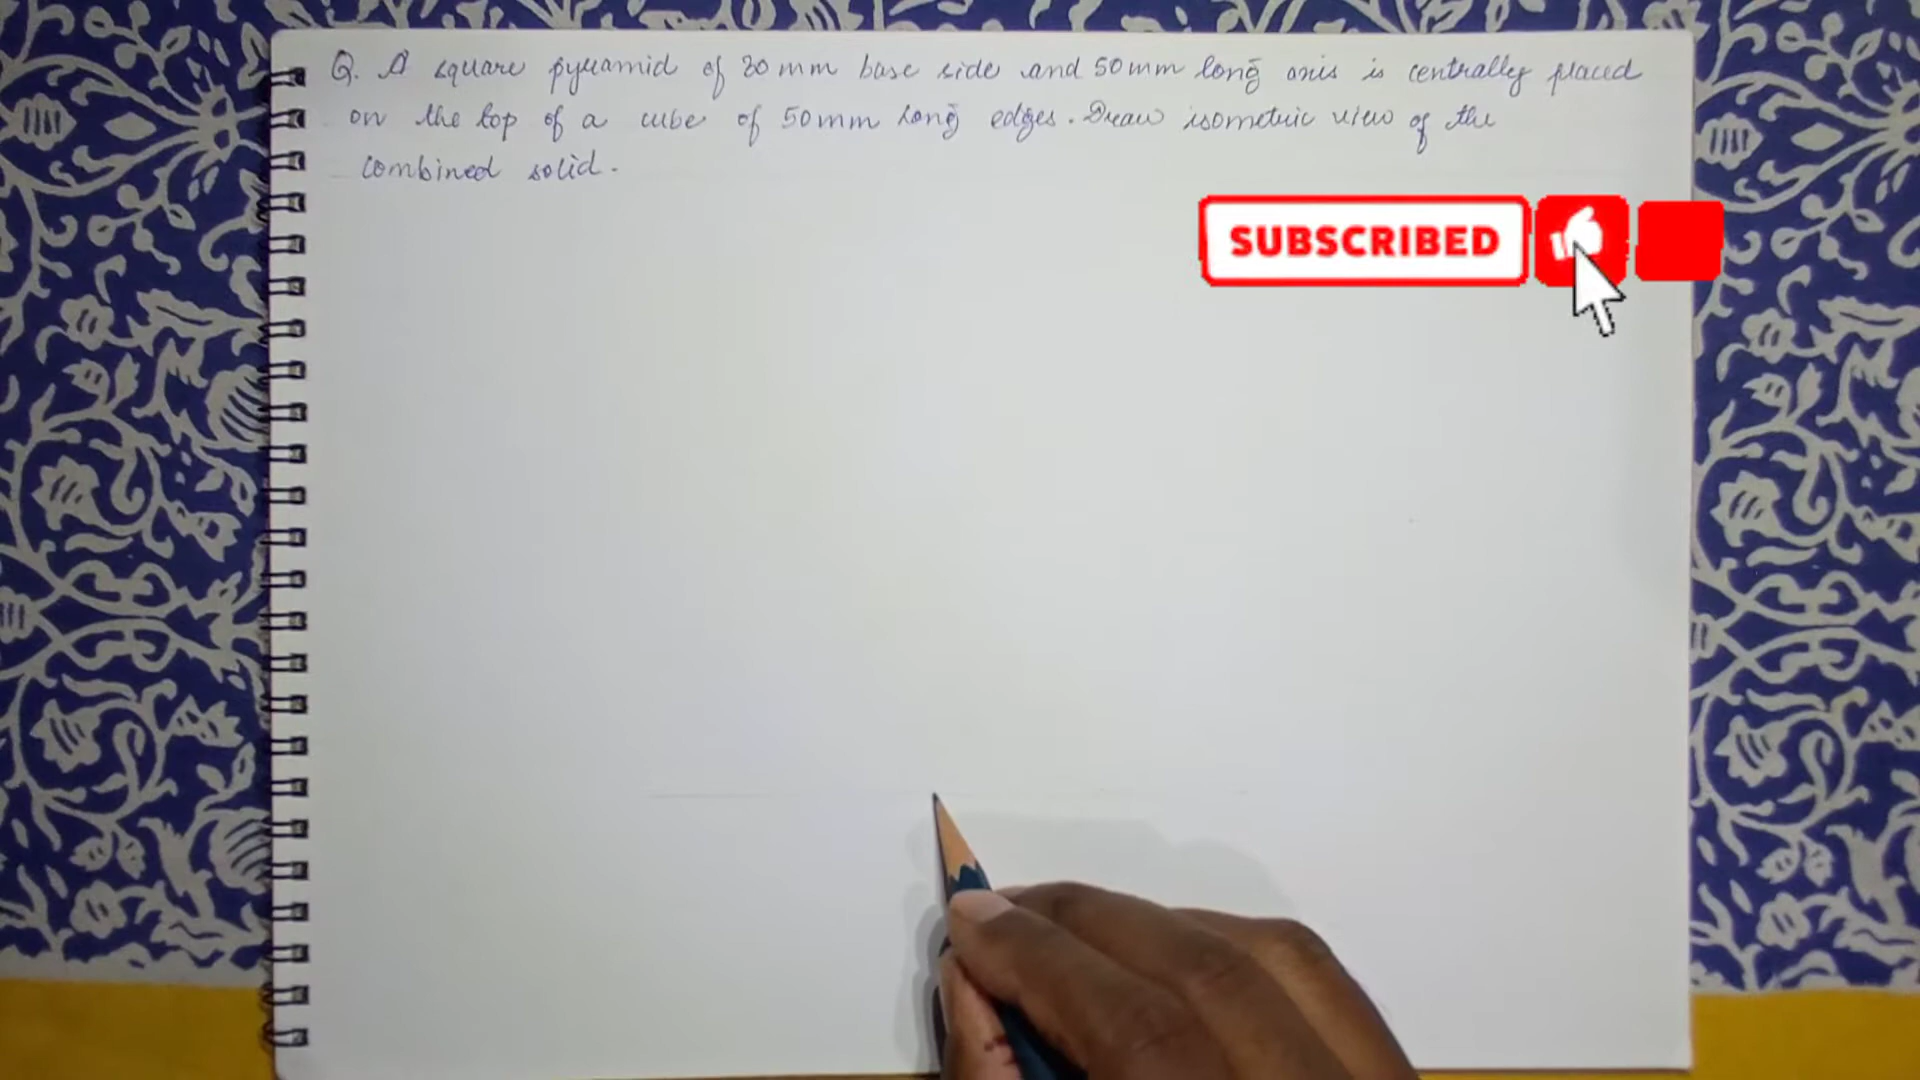 Q. A square pyramid of 30 mm base side and 50 mm long axis is centrally placed
on the top of a cube of 50 mm long edges. Draw isometric view of the
combined solid.
SUBSCRIBED